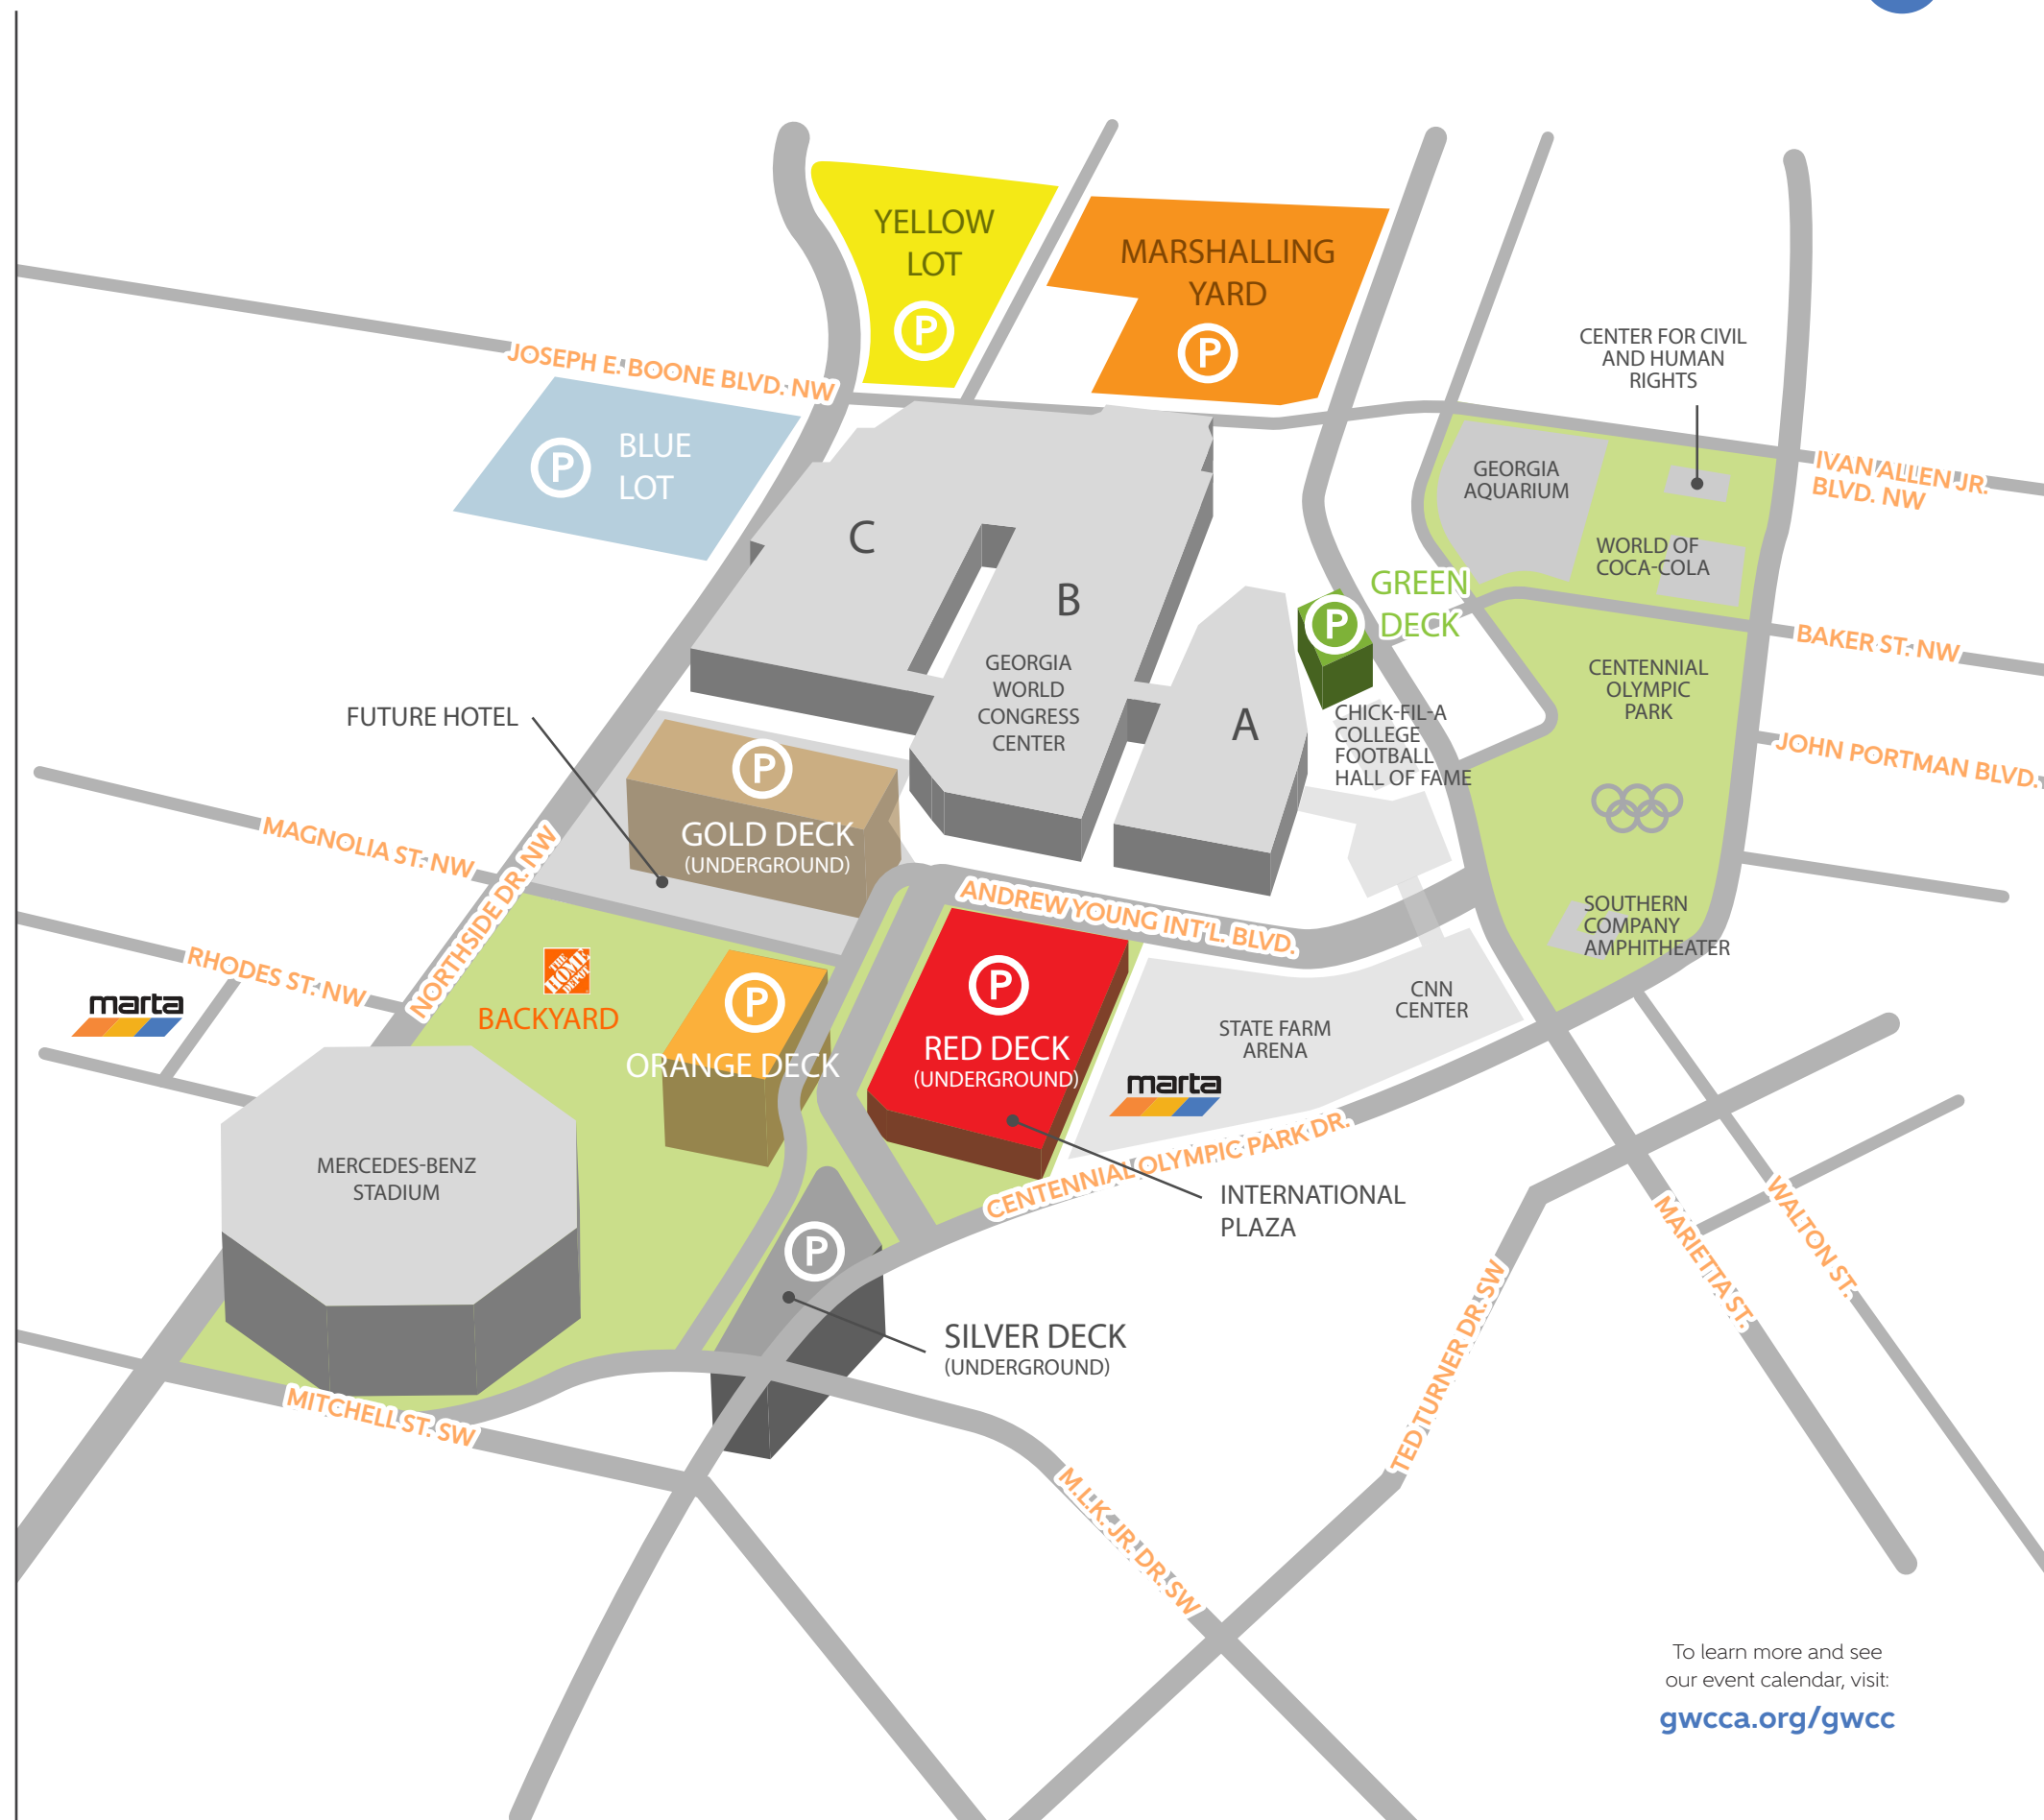 YELLOW
LOT
P
MARSHALLING
YARD
P
CENTER FOR CIVIL
AND HUMAN
RIGHTS
JOSEPH E. BOONE BLVD. NW
P
BLUE
LOT
GEORGIA
AQUARIUM
IVAN ALLEN JR.
BLVD. NW
C
WORLD OF
COCA-COLA
B
GREEN
DECK
P
BAKER ST. NW
GEORGIA
WORLD
CONGRESS
CENTER
CENTENNIAL
OLYMPIC
PARK
FUTURE HOTEL
A
CHICK-FIL-A
COLLEGE
FOOTBALL
HALL OF FAME
JOHN PORTMAN BLVD.
P
GOLD DECK
(UNDERGROUND)
MAGNOLIA ST. NW
NORTHSIDE DR. NW
ANDREW YOUNG INT'L. BLVD.
SOUTHERN
COMPANY
AMPHITHEATER
RHODES ST. NW
THE
HOME
DEPOT
BACKYARD
marta
P
ORANGE DECK
P
RED DECK
(UNDERGROUND)
CNN
CENTER
STATE FARM
ARENA
marta
CENTENNIAL OLYMPIC PARK DR.
MERCEDES-BENZ
STADIUM
INTERNATIONAL
PLAZA
P
SILVER DECK
(UNDERGROUND)
WALTON ST.
MARIETTA ST.
TED TURNER DR. SW
MITCHELL ST. SW
M.L.K. JR. DR. SW
To learn more and see
our event calendar, visit:
gwcca.org/gwcc